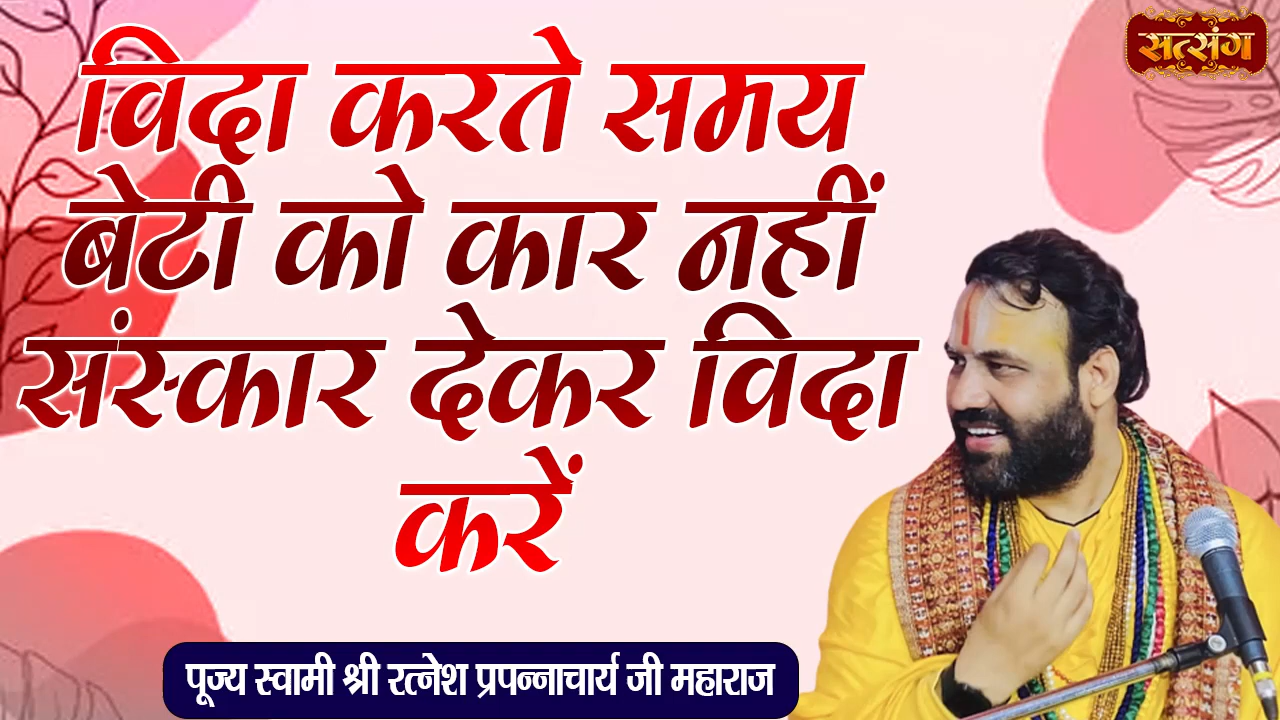 सत्संग
विदा करते समय
बेटी को कार नहीं
संस्कार देकर विदा
करें
पूज्य स्वामी श्री रत्नेश प्रपन्नाचार्य जी महाराज